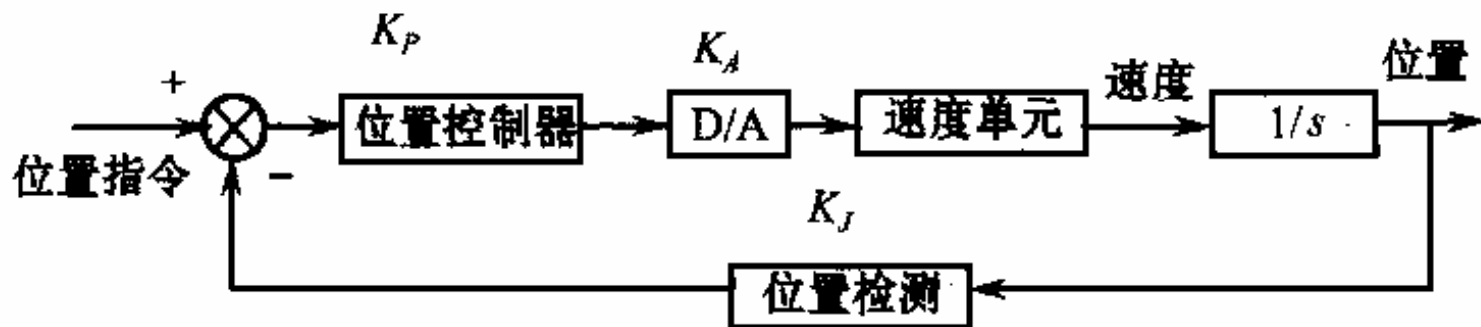 K_P
K_A
+
位置控制器
D/A
速度单元
速度
1/s
位置
位置指令
−
K_J
位置检测